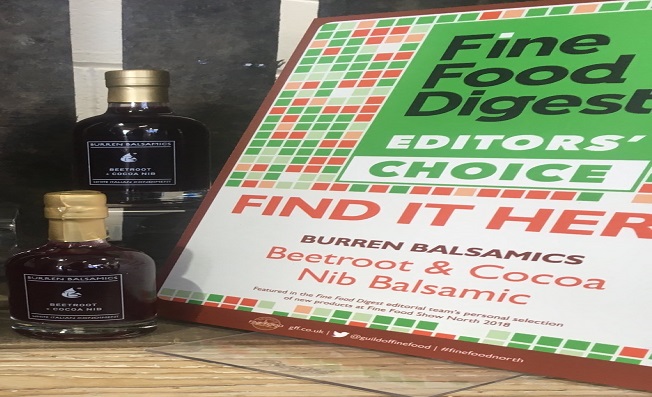 BURREN BALSAMICS
BEETROOT
+ COCOA NIB
BURREN BALSAMICS
BEETROOT
+ COCOA NIB
Fine
Food
Digest
EDITORS'
CHOICE
FIND IT HER
BURREN BALSAMICS
Beetroot & Cocoa
Nib Balsamic
Featured in the Fine Food Digest editorial team's personal selection
of new products at Fine Food Show North 2018
gff.co.uk | @guildoffinefood | #finefoodnorth